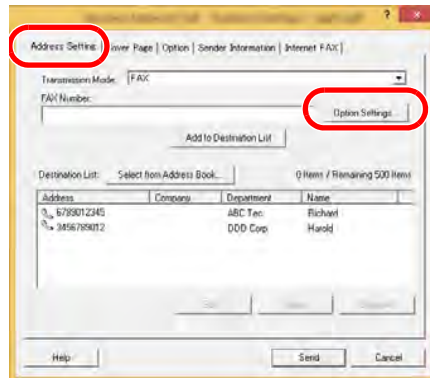 Address Setting Cover Page Option Sender Information Internet FAX
Transmission Mode: FAX
FAX Number:
Option Settings...
Add to Destination List
Destination List: Select from Address Book... 0 Items / Remaining 500 Items
Address Company Department Name
6789012345 ABC Tec. Richard
3456789012 DDD Corp Harold
Help Send Cancel